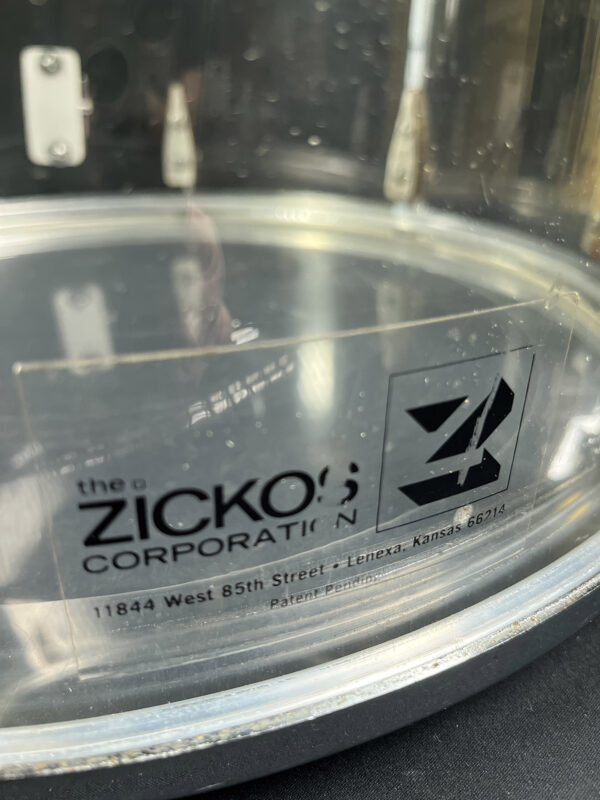 the
ZICKOS
CORPORATION
11844 West 85th Street • Lenexa, Kansas 66214
Patent Pending